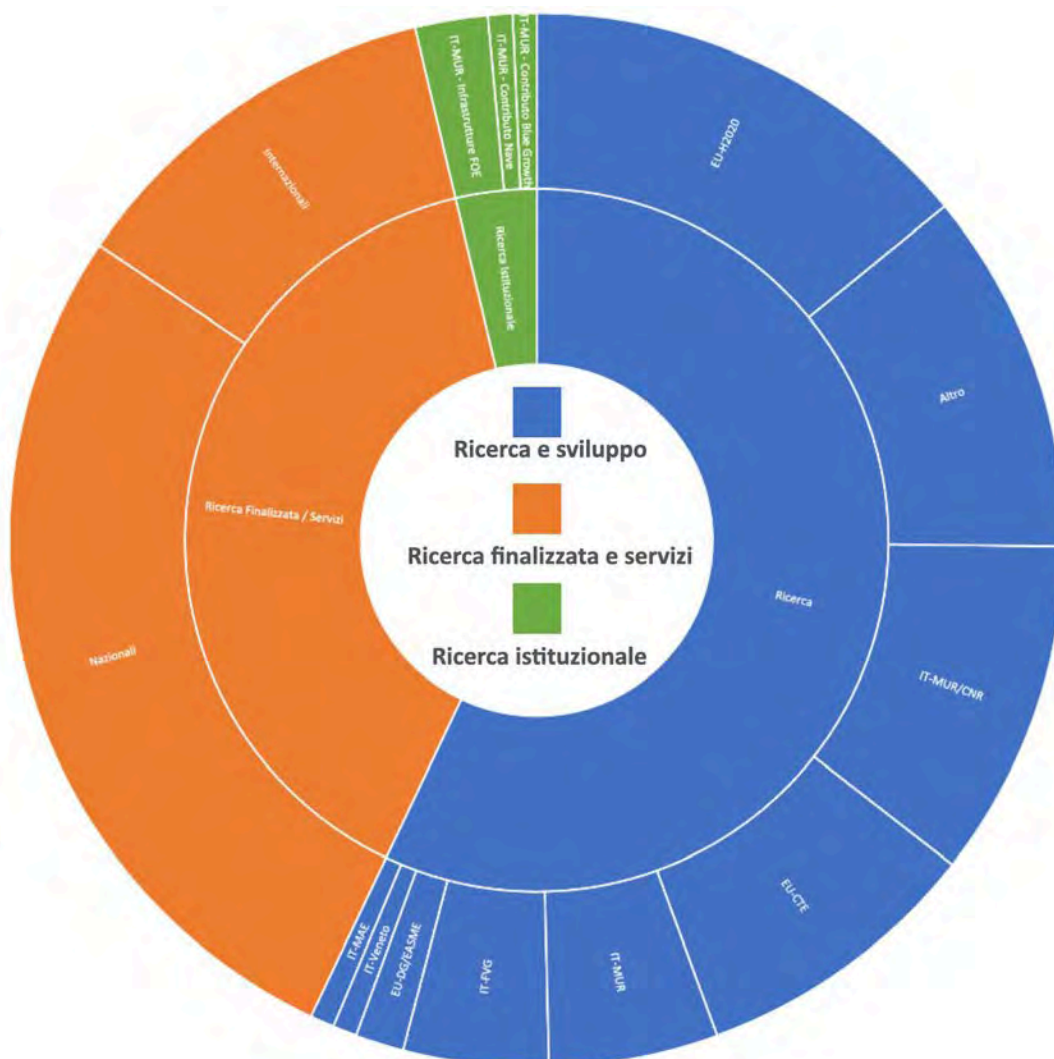 IT-MUR - Infrastrutture FOE
IT-MUR - Contributo Nave
IT-MUR - Contributo Blue Growth
EU-H2020
Internazionali
Ricerca Istituzionale
Altro
Ricerca e sviluppo
Ricerca Finalizzata / Servizi
Ricerca finalizzata e servizi
Ricerca
Ricerca istituzionale
Nazionali
IT-MUR/CNR
EU-CTE
IT-MAE
IT-Veneto
EU-DG/EASME
IT-FVG
IT-MUR